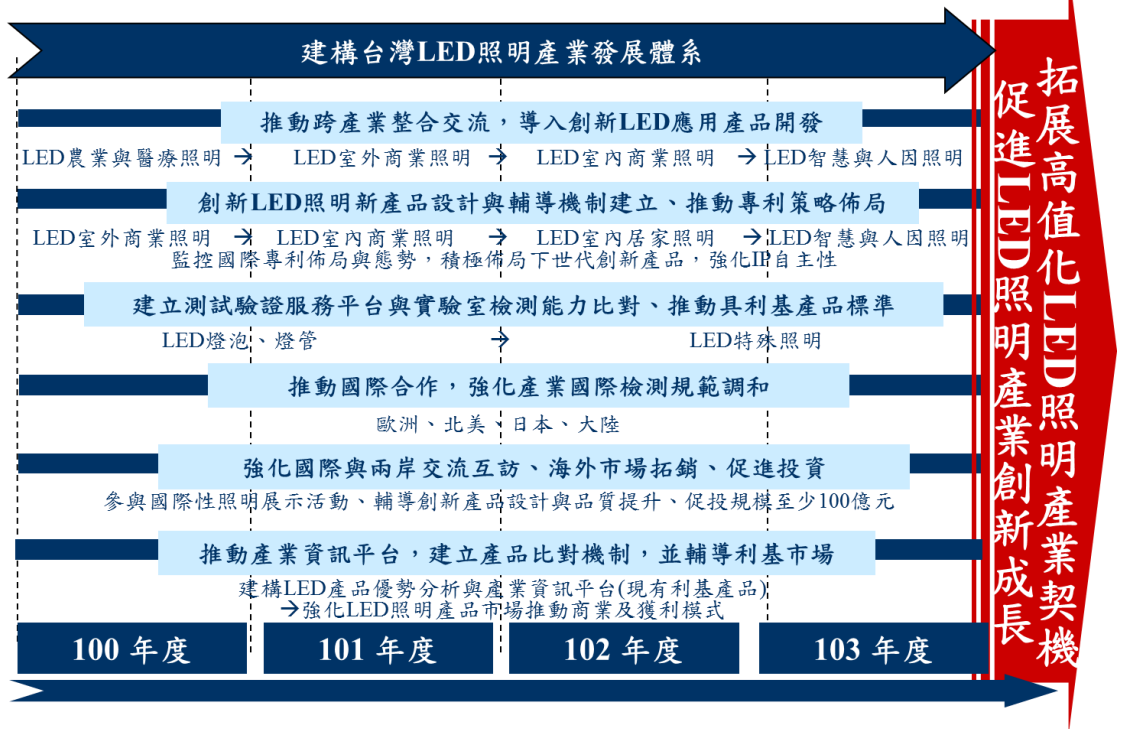 建構台灣LED照明產業發展體系
推動跨產業整合交流，導入創新LED應用產品開發
LED農業與醫療照明 → LED室外商業照明 → LED室內商業照明 → LED智慧與人因照明
創新LED照明新產品設計與輔導機制建立、推動專利策略佈局
LED室外商業照明 → LED室內商業照明 → LED室內居家照明 → LED智慧與人因照明
監控國際專利佈局與態勢，積極佈局下世代創新產品，強化IP自主性
建立測試驗證服務平台與實驗室檢測能力比對、推動具利基產品標準
LED燈泡、燈管 → LED特殊照明
推動國際合作，強化產業國際檢測規範調和
歐洲、北美、日本、大陸
強化國際與兩岸交流互訪、海外市場拓銷、促進投資
參與國際性照明展示活動、輔導創新產品設計與品質提升、促投規模至少100億元
推動產業資訊平台，建立產品比對機制，並輔導利基市場
建構LED產品優勢分析與產業資訊平台(現有利基產品)
→強化LED照明產品市場推動商業及獲利模式
100 年度 101 年度 102 年度 103 年度
拓展高值化LED照明產業契機
促進LED照明產業創新成長